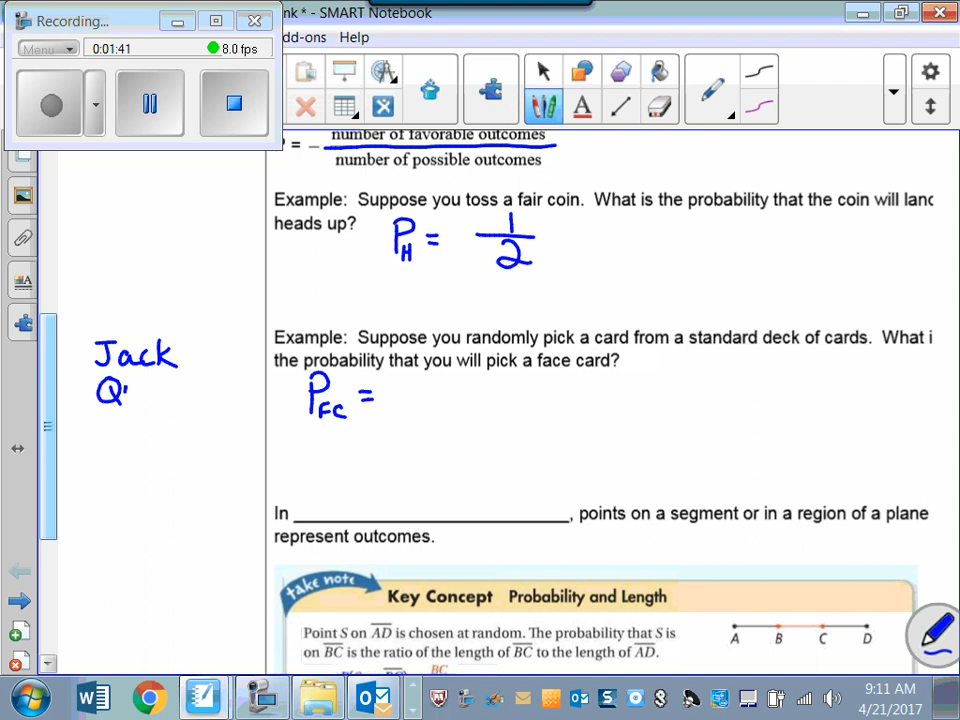 Recording...
nk * - SMART Notebook
dd-ons Help
Menu 0:01:41 8.0 fps
P = number of favorable outcomes
number of possible outcomes
Example: Suppose you toss a fair coin. What is the probability that the coin will land
heads up? P_H = 1/2
Example: Suppose you randomly pick a card from a standard deck of cards. What i
the probability that you will pick a face card?
Jack
Q
P_FC =
In ____________________________, points on a segment or in a region of a plane
represent outcomes.
take note
Key Concept Probability and Length
Point S on AD is chosen at random. The probability that S is
on BC is the ratio of the length of BC to the length of AD.
A B C D
BC
9:11 AM
4/21/2017